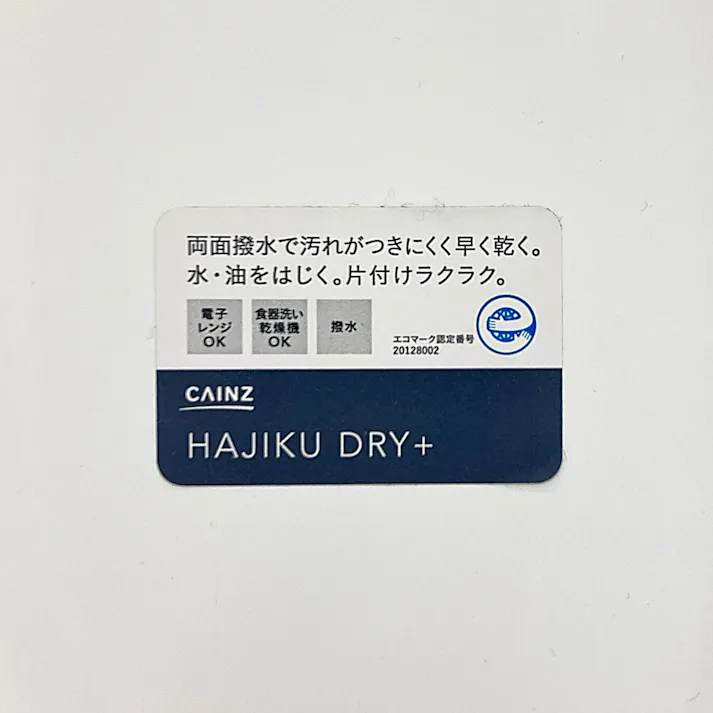 両面撥水で汚れがつきにくく早く乾く。
水・油をはじく。片付けラクラク。
電子
レンジ
OK
食器洗い
乾燥機
OK
撥水
エコマーク認定番号
20128002
CAINZ
HAJIKU DRY+